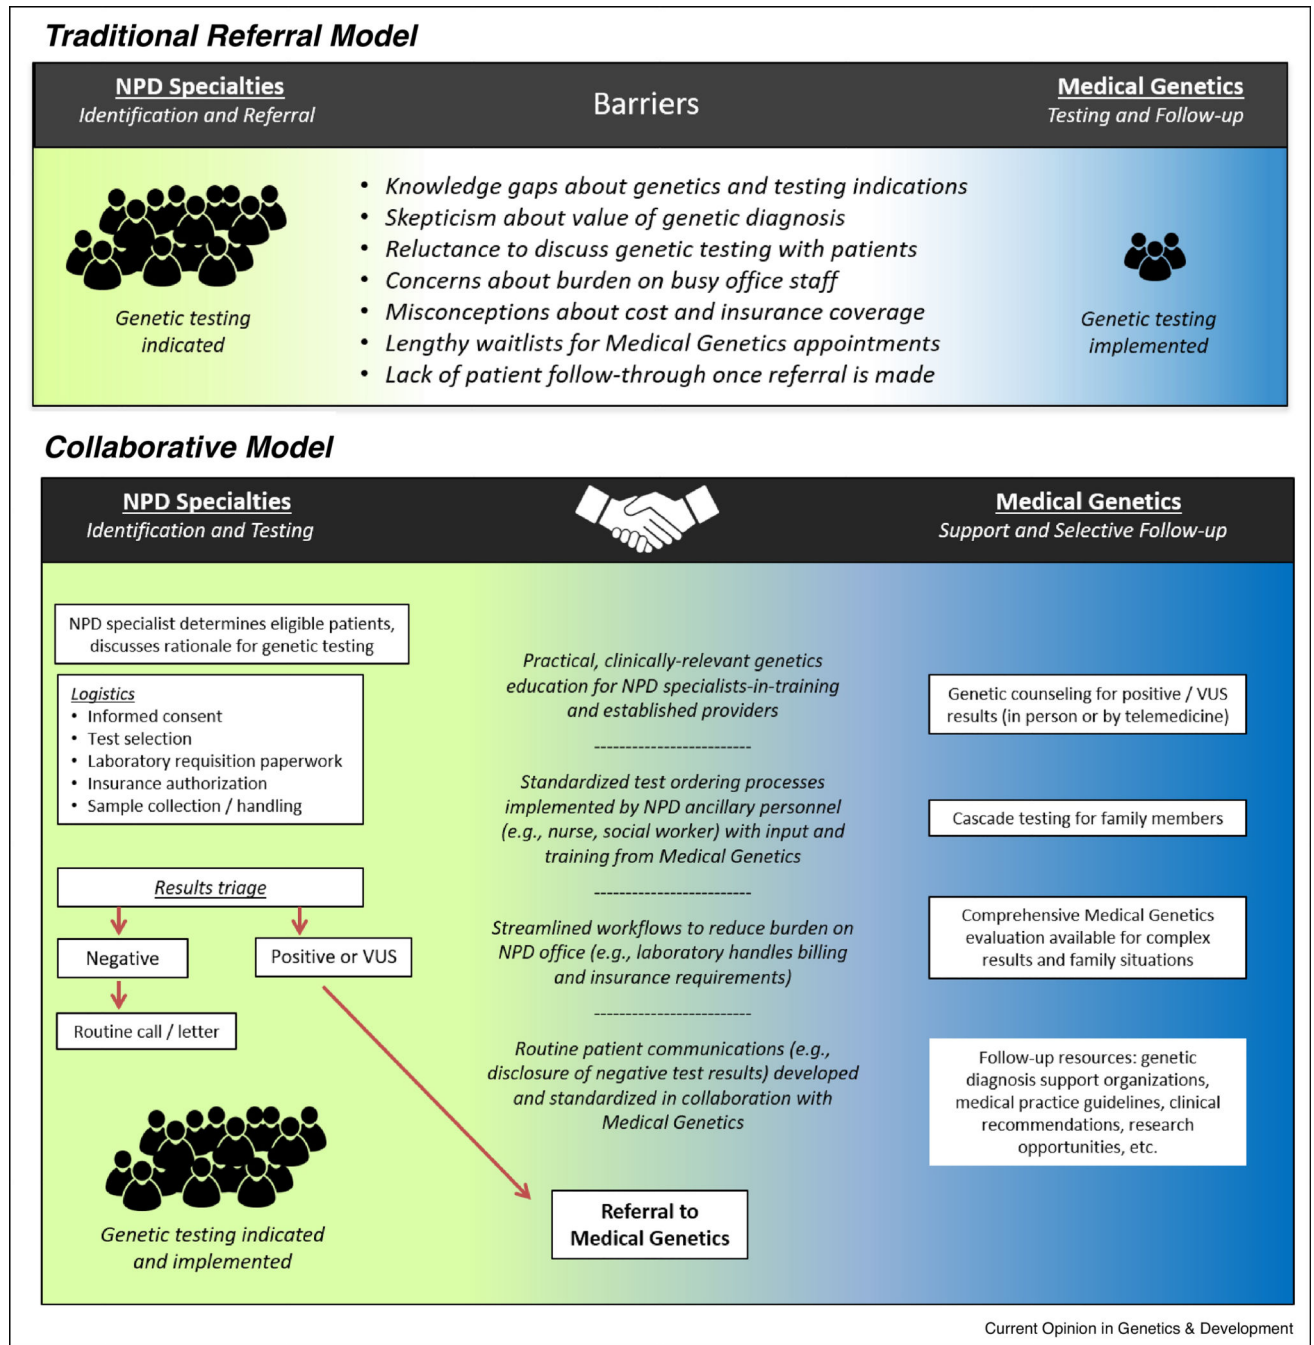 Traditional Referral Model
NPD Specialties
Identification and Referral
Barriers
Medical Genetics
Testing and Follow-up
Genetic testing
indicated
• Knowledge gaps about genetics and testing indications
• Skepticism about value of genetic diagnosis
• Reluctance to discuss genetic testing with patients
• Concerns about burden on busy office staff
• Misconceptions about cost and insurance coverage
• Lengthy waitlists for Medical Genetics appointments
• Lack of patient follow-through once referral is made
Genetic testing
implemented
Collaborative Model
NPD Specialties
Identification and Testing
Medical Genetics
Support and Selective Follow-up
NPD specialist determines eligible patients,
discusses rationale for genetic testing
Logistics
• Informed consent
• Test selection
• Laboratory requisition paperwork
• Insurance authorization
• Sample collection / handling
Results triage
Negative
Positive or VUS
Routine call / letter
Genetic testing indicated
and implemented
Practical, clinically-relevant genetics
education for NPD specialists-in-training
and established providers
-------------------------
Standardized test ordering processes
implemented by NPD ancillary personnel
(e.g., nurse, social worker) with input and
training from Medical Genetics
-------------------------
Streamlined workflows to reduce burden on
NPD office (e.g., laboratory handles billing
and insurance requirements)
-------------------------
Routine patient communications (e.g.,
disclosure of negative test results) developed
and standardized in collaboration with
Medical Genetics
Referral to
Medical Genetics
Genetic counseling for positive / VUS
results (in person or by telemedicine)
Cascade testing for family members
Comprehensive Medical Genetics
evaluation available for complex
results and family situations
Follow-up resources: genetic
diagnosis support organizations,
medical practice guidelines, clinical
recommendations, research
opportunities, etc.
Current Opinion in Genetics & Development